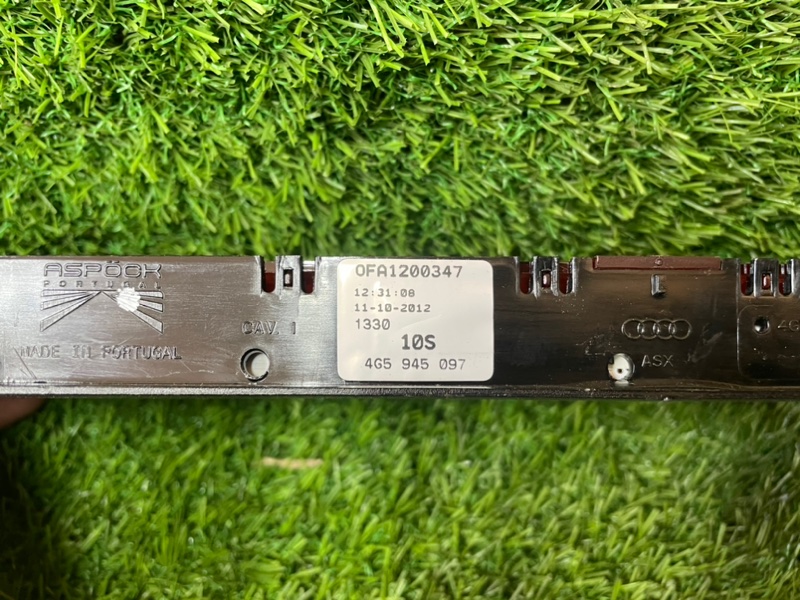 ASPÖCK
PORTUGAL
CAV. 1
MADE IN PORTUGAL
OFA1200347
12:31:08
11-10-2012
1330
10S
4G5 945 097
L
ASX